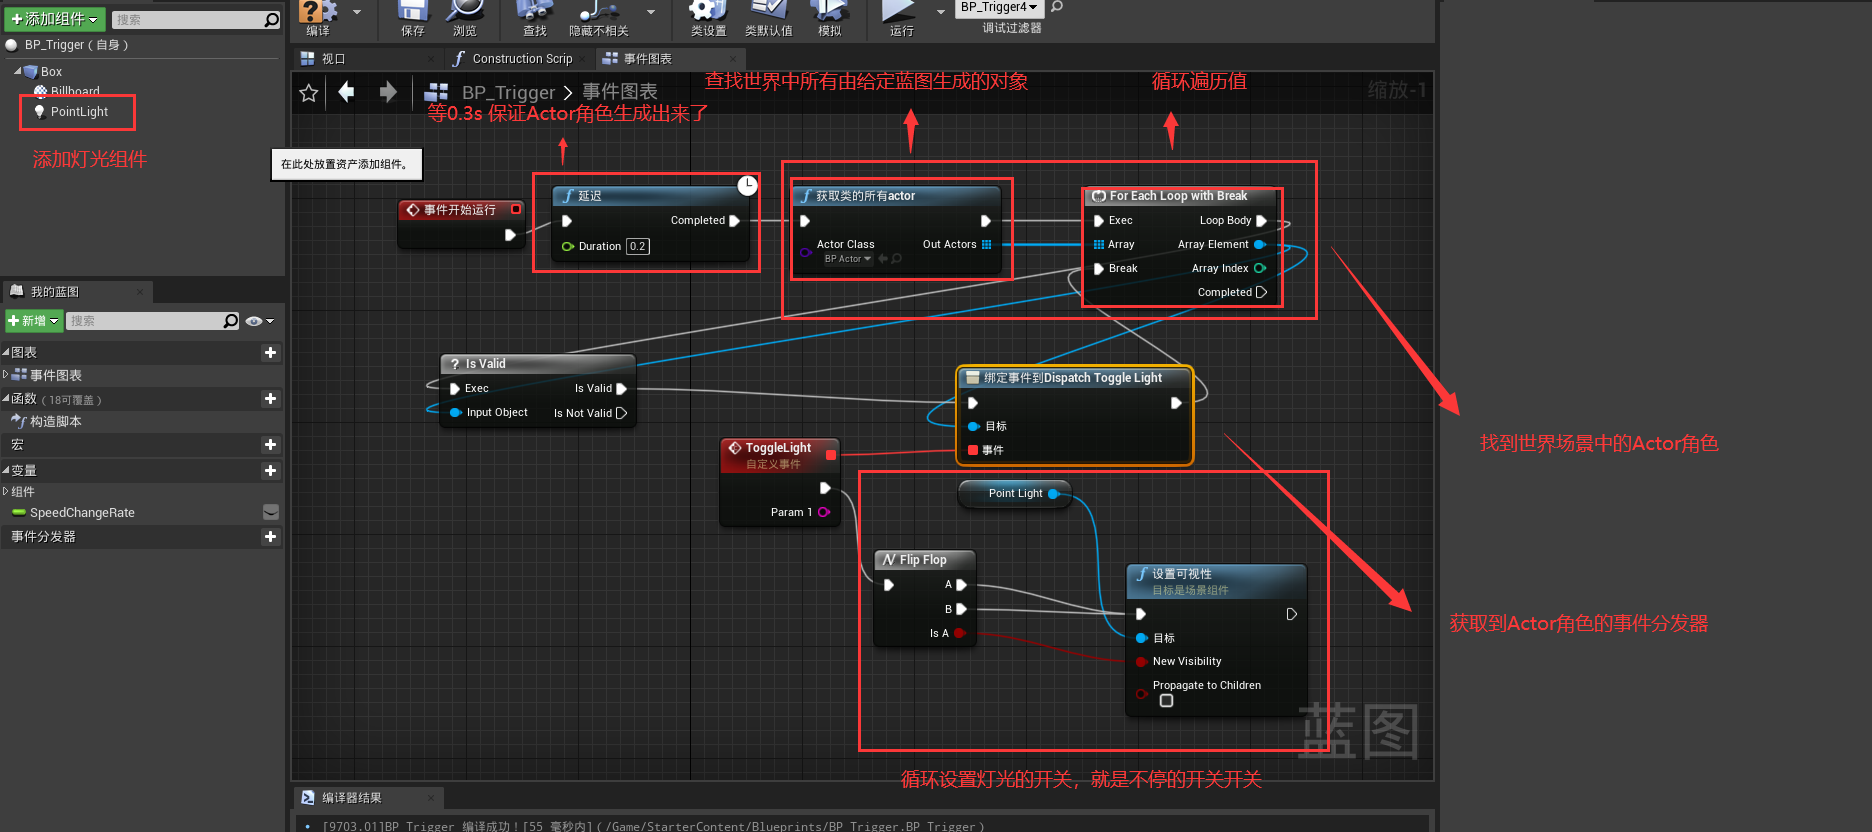 添加组件
搜索
BP_Trigger（自身）
Box
Billboard
PointLight
添加灯光组件
在此处放置资产添加组件。
我的蓝图
新增
搜索
图表
事件图表
函数（18可覆盖）
构造脚本
宏
变量
组件
SpeedChangeRate
事件分发器
编译
保存
浏览
查找
隐藏不相关
类设置
类默认值
模拟
运行
BP_Trigger4
调试过滤器
视口
Construction Scrip
事件图表
BP_Trigger
事件图表
缩放-1
查找世界中所有由给定蓝图生成的对象
循环遍历值
等0.3s 保证Actor角色生成出来了
事件开始运行
延迟
Completed
Duration
0.2
获取类的所有actor
Actor Class
BP Actor
Out Actors
For Each Loop with Break
Exec
Loop Body
Array
Array Element
Break
Array Index
Completed
Is Valid
Exec
Is Valid
Input Object
Is Not Valid
绑定事件到Dispatch Toggle Light
目标
事件
ToggleLight
自定义事件
Param 1
Point Light
Flip Flop
A
B
Is A
设置可视性
目标是场景组件
目标
New Visibility
Propagate to Children
找到世界场景中的Actor角色
获取到Actor角色的事件分发器
蓝图
循环设置灯光的开关，就是不停的开关开关
编译器结果
[9703.01]BP_Trigger 编译成功！[55 毫秒内]（/Game/StarterContent/Blueprints/BP_Trigger.BP_Trigger）